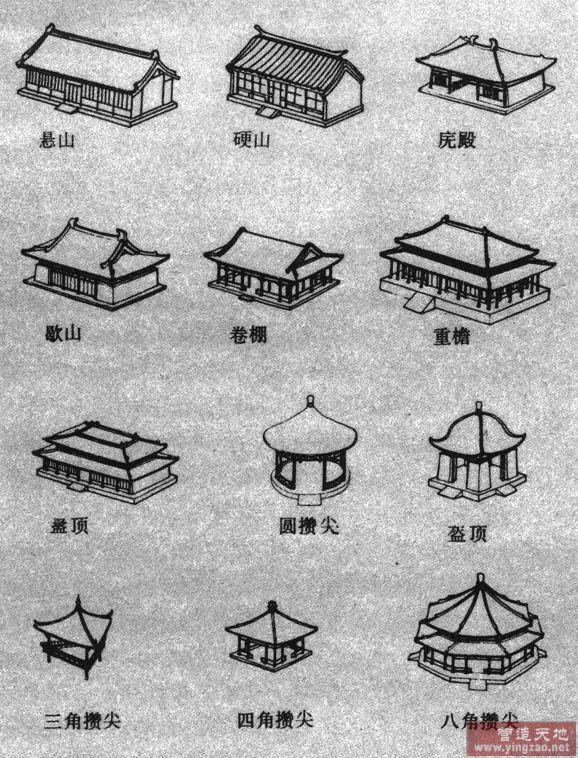 悬山 硬山 庑殿
歇山 卷棚 重檐
盝顶 圆攒尖 盔顶
三角攒尖 四角攒尖 八角攒尖
营造天地
www.yingzao.net